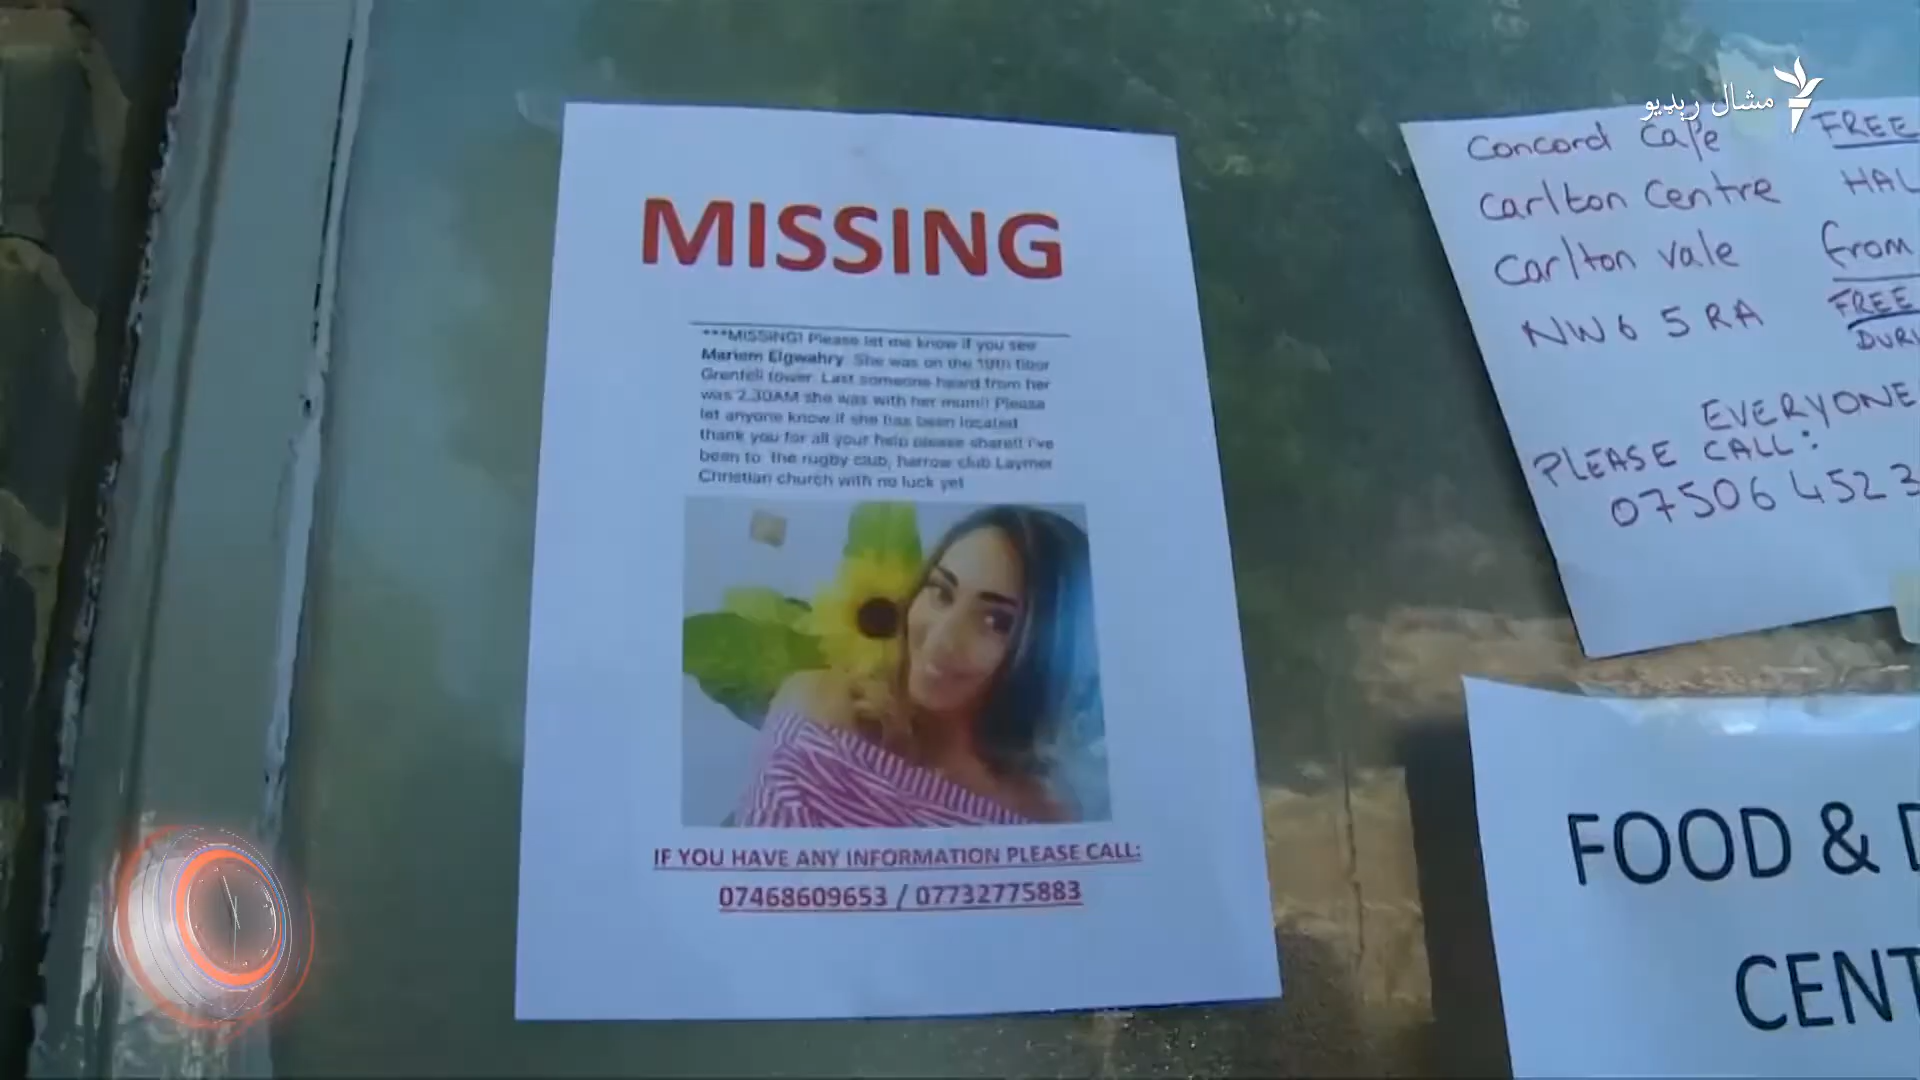 مشال رېډيو
MISSING
***MISSING! Please let me know if you see
Mariem Elgwahry. She was on the 19th floor
Grenfell tower. Last someone heard from her
was 2.30AM she was with her mum!! Please
let anyone know if she has been located
thank you for all your help please share!! I've
been to the rugby club, harrow club Laymer
Christian church with no luck yet
IF YOU HAVE ANY INFORMATION PLEASE CALL:
07468609653 / 07732775883
Concord Cafe FREE
Carlton Centre HAL
Carlton Vale from
NW6 5RA FREE
DURI
EVERYONE
PLEASE CALL:
07506 4523
FOOD & D
CENT